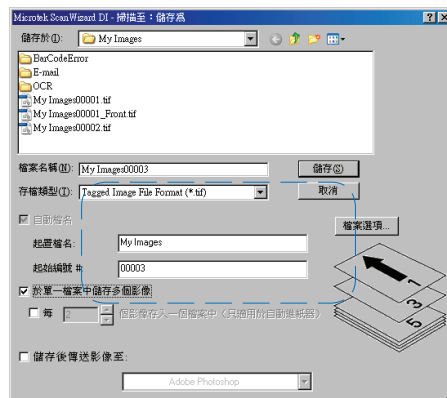 Microtek ScanWizard DI - 掃描至：儲存為
儲存於(I): My Images
BarCodeError
E-mail
OCR
My Images00001.tif
My Images00001_Front.tif
My Images00002.tif
檔案名稱(N): My Images00003 儲存(S)
存檔類型(T): Tagged Image File Format (*.tif) 取消
自動檔名 檔案選項...
起置檔名: My Images
起始編號 # 00003
於單一檔案中儲存多個影像
每 2 個影像存入一個檔案中（只適用於自動進紙器）
儲存後傳送影像至:
Adobe Photoshop
1
3
5